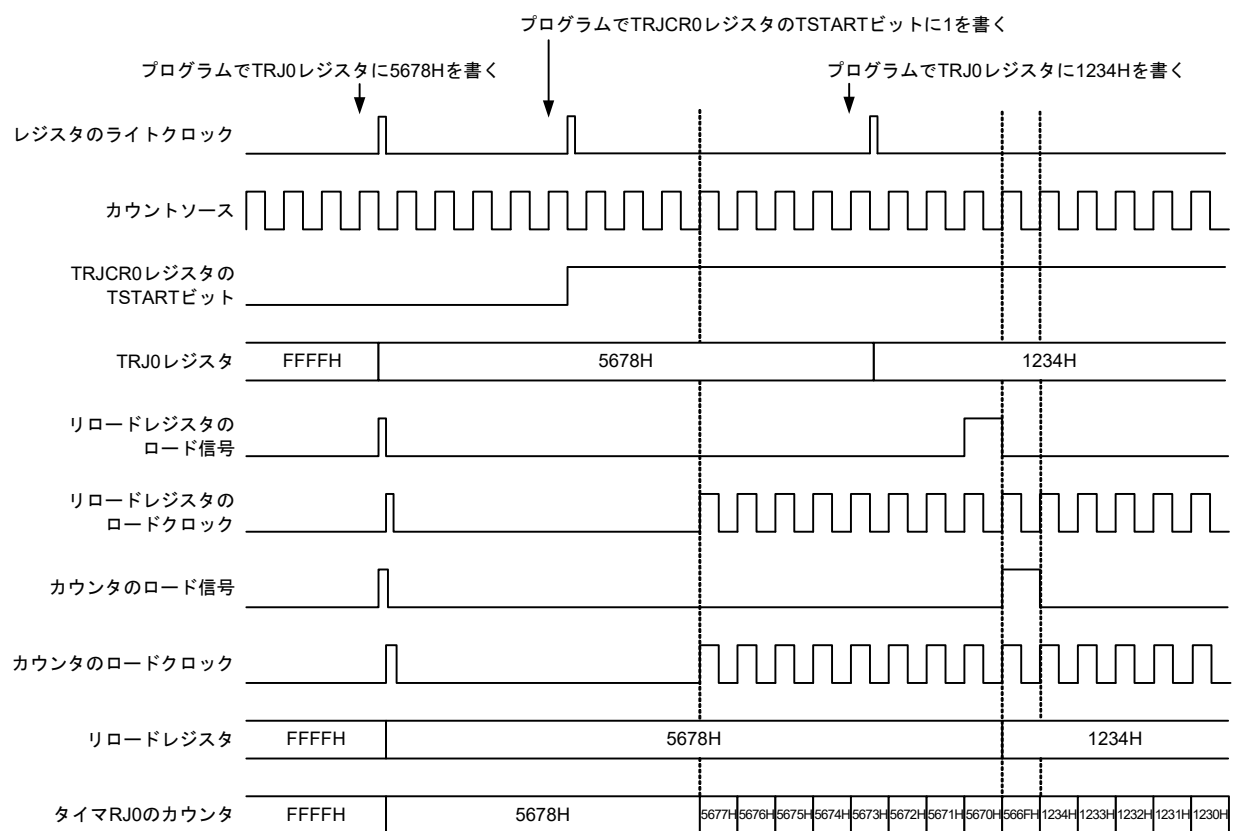 プログラムでTRJCR0レジスタのTSTARTビットに1を書く
プログラムでTRJ0レジスタに5678Hを書く
プログラムでTRJ0レジスタに1234Hを書く
レジスタのライトクロック
カウントソース
TRJCR0レジスタの
TSTARTビット
TRJ0レジスタ
FFFFH
5678H
1234H
リロードレジスタの
ロード信号
リロードレジスタの
ロードクロック
カウンタのロード信号
カウンタのロードクロック
リロードレジスタ
FFFFH
5678H
1234H
タイマRJ0のカウンタ
FFFFH
5678H
5677H
5676H
5675H
5674H
5673H
5672H
5671H
5670H
566FH
1234H
1233H
1232H
1231H
1230H